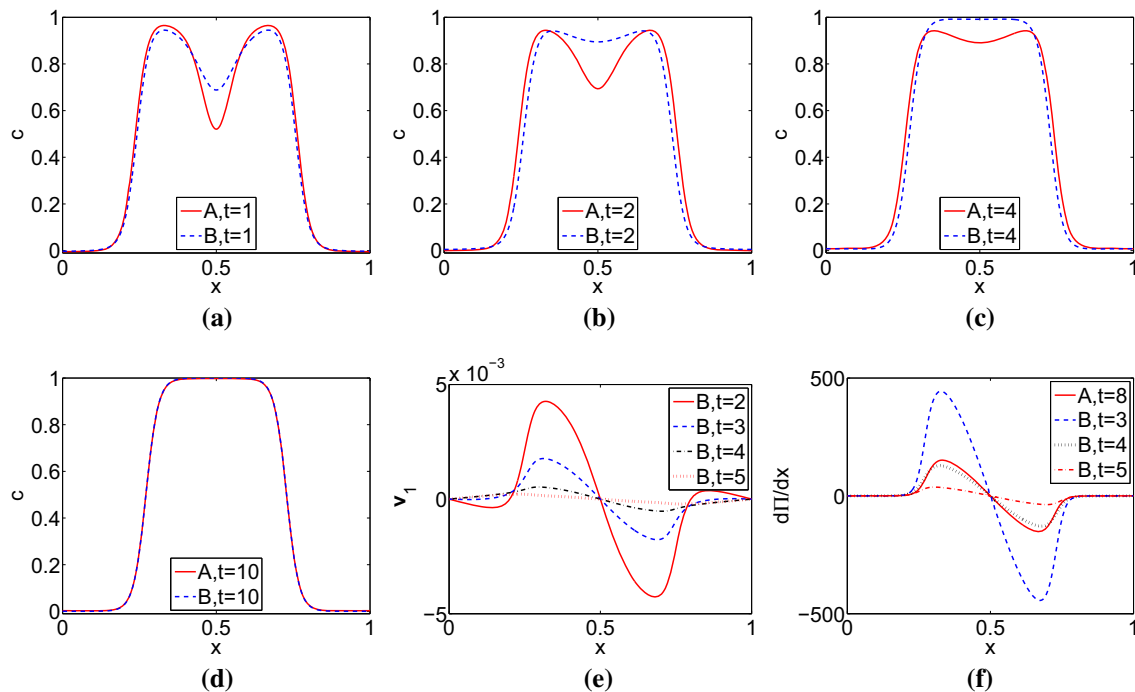 1
0.8
0.6
0.4
0.2
0
c
0 0.5 1
x
A,t=1
B,t=1
(a)
1
0.8
0.6
0.4
0.2
0
c
0 0.5 1
x
A,t=2
B,t=2
(b)
1
0.8
0.6
0.4
0.2
0
c
0 0.5 1
x
A,t=4
B,t=4
(c)
1
0.8
0.6
0.4
0.2
0
c
0 0.5 1
x
A,t=10
B,t=10
(d)
x 10⁻³
5
0
−5
v₁
0 0.5 1
x
B,t=2
B,t=3
B,t=4
B,t=5
(e)
500
0
−500
dΠ/dx
0 0.5 1
x
A,t=8
B,t=3
B,t=4
B,t=5
(f)